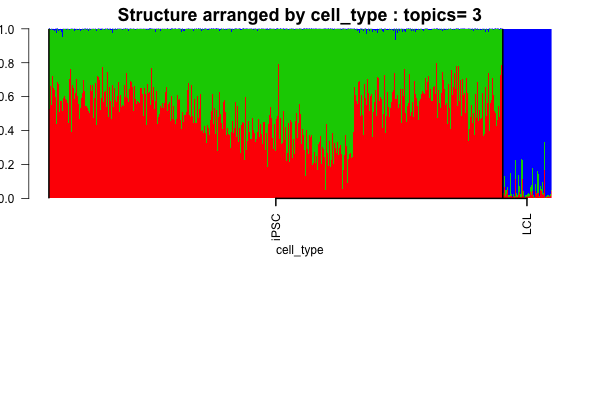 Structure arranged by cell_type : topics= 3
1.0
0.8
0.6
0.4
0.2
0.0
iPSC
LCL
cell_type